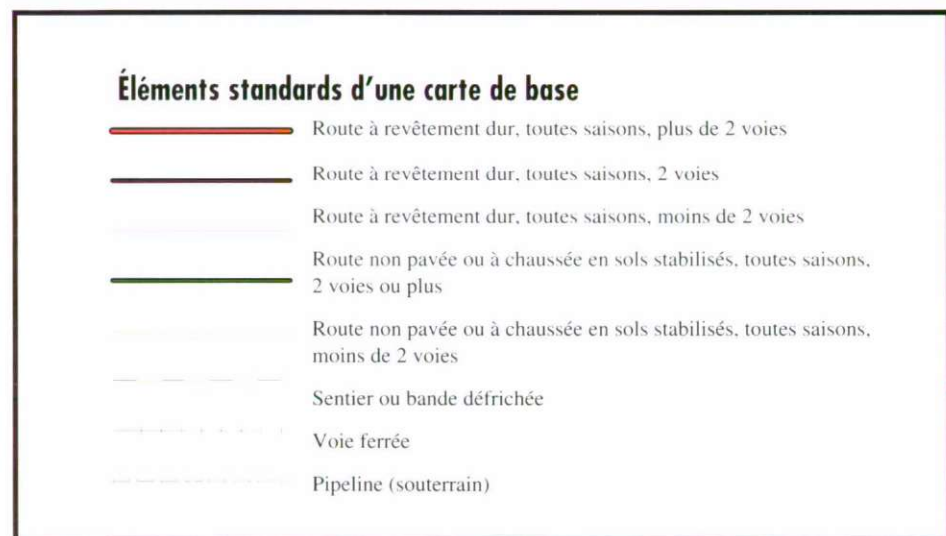 Éléments standards d'une carte de base
Route à revêtement dur, toutes saisons, plus de 2 voies
Route à revêtement dur, toutes saisons, 2 voies
Route à revêtement dur, toutes saisons, moins de 2 voies
Route non pavée ou à chaussée en sols stabilisés, toutes saisons,
2 voies ou plus
Route non pavée ou à chaussée en sols stabilisés, toutes saisons,
moins de 2 voies
Sentier ou bande défrichée
Voie ferrée
Pipeline (souterrain)